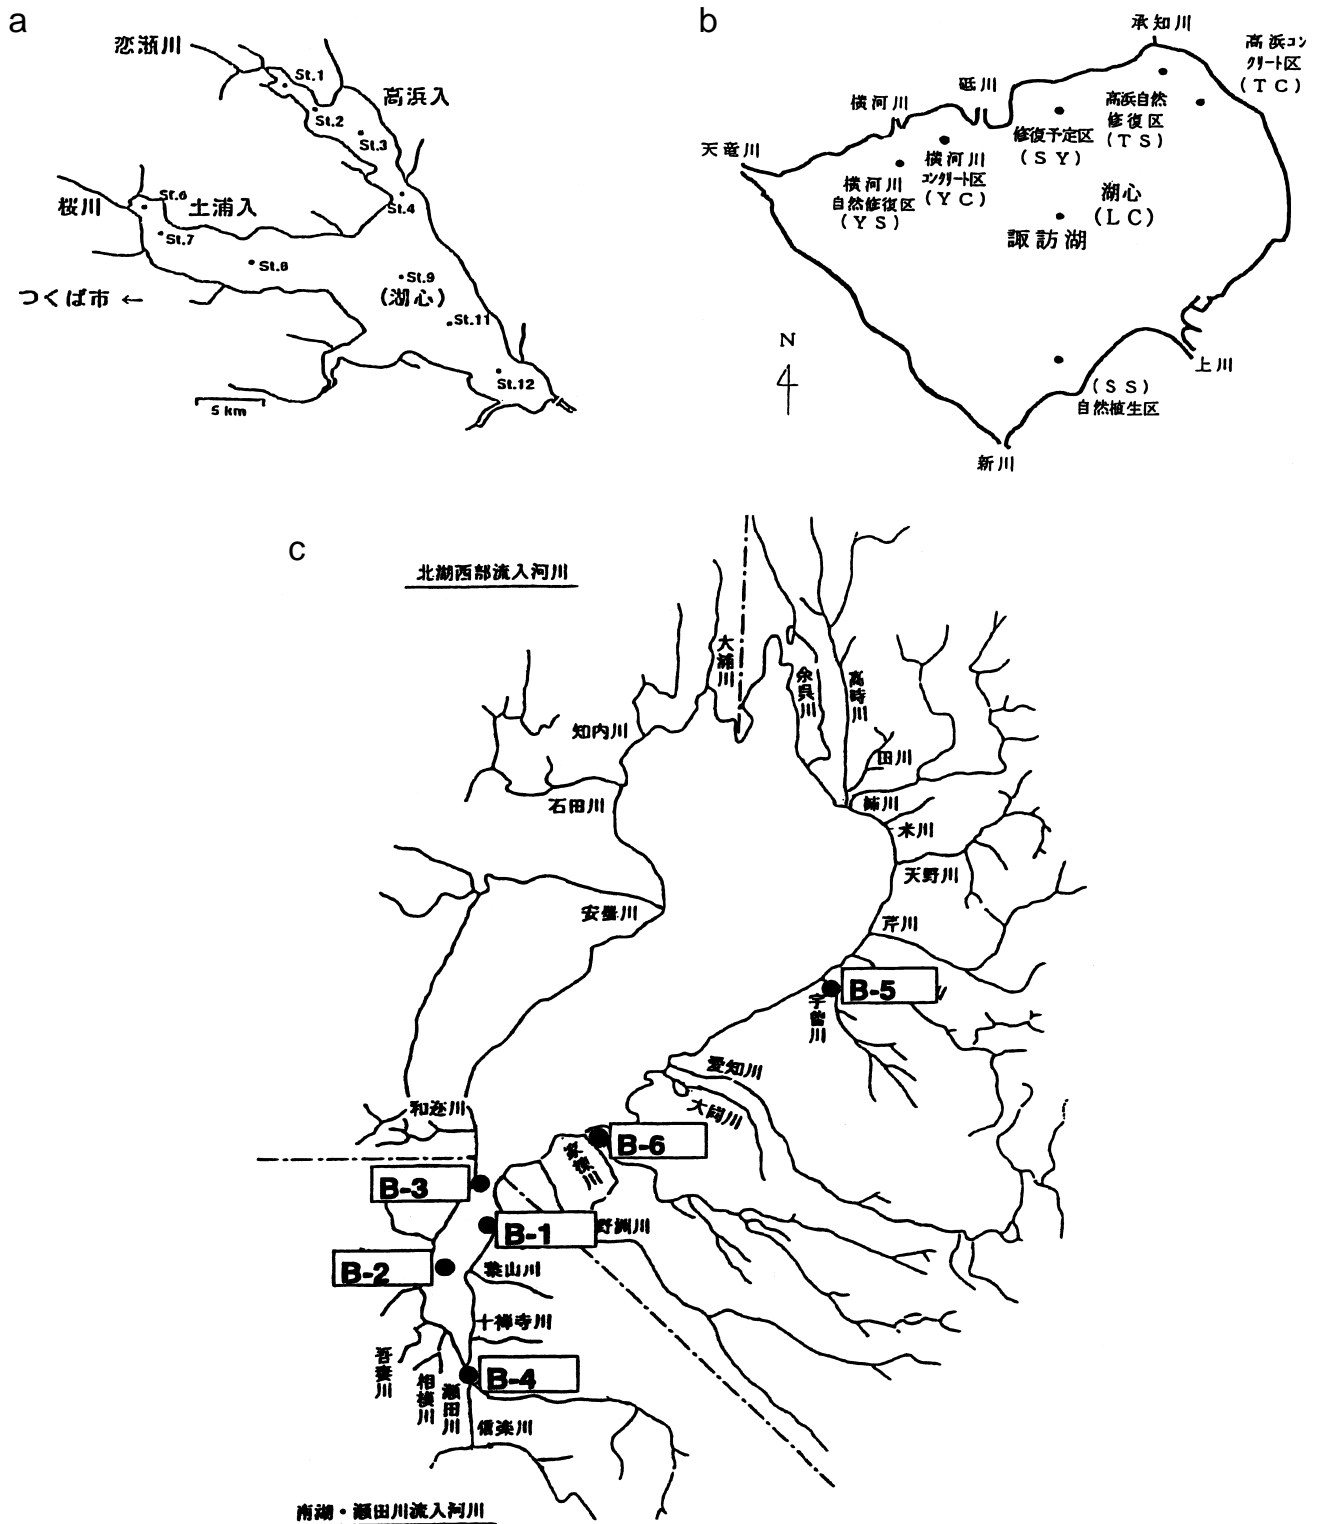 a
恋瀬川
St.1
高浜入
St.2
St.3
桜川
St.6
土浦入
St.4
St.7
St.8
St.9
つくば市 ←
(湖心)
St.11
St.12
5 km
b
承知川
高浜コン
クリート区
(TC)
砥川
横河川
高浜自然
修復区
(TS)
修復予定区
(SY)
天竜川
横河川
コンクリート区
(YC)
横河川
自然修復区
(YS)
湖心
(LC)
諏訪湖
N
上川
(SS)
自然植生区
新川
c
北湖西部流入河川
大浦川
余呉川
高時川
知内川
田川
石田川
姉川
米川
天野川
安曇川
芹川
B-5
宇曽川
愛知川
大同川
和迩川
B-6
家棟川
B-3
B-1
野洲川
B-2
葉山川
十禅寺川
吾妻川
相模川
瀬田川
B-4
信楽川
南湖・瀬田川流入河川